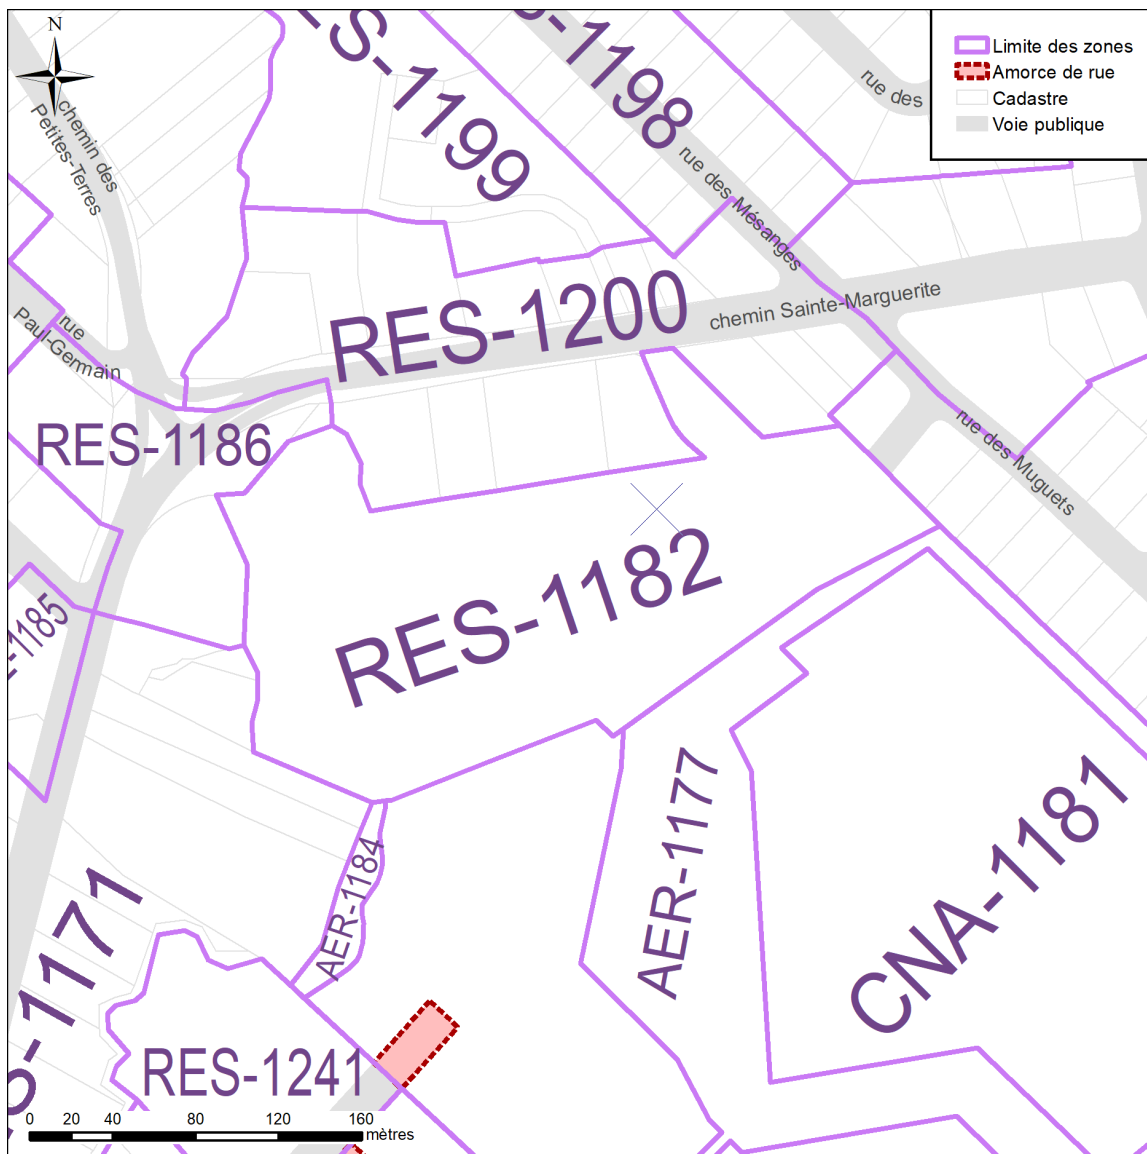 N
Limite des zones
Amorce de rue
Cadastre
Voie publique
chemin des
Petites-Terres
rue des
rue des Mésanges
chemin Sainte-Marguerite
rue
Paul-Germain
rue des Muguets
S-1199
S-1198
RES-1200
RES-1186
RES-1182
-1185
AER-1177
CNA-1181
AER-1184
S-1171
RES-1241
0 20 40 80 120 160
mètres